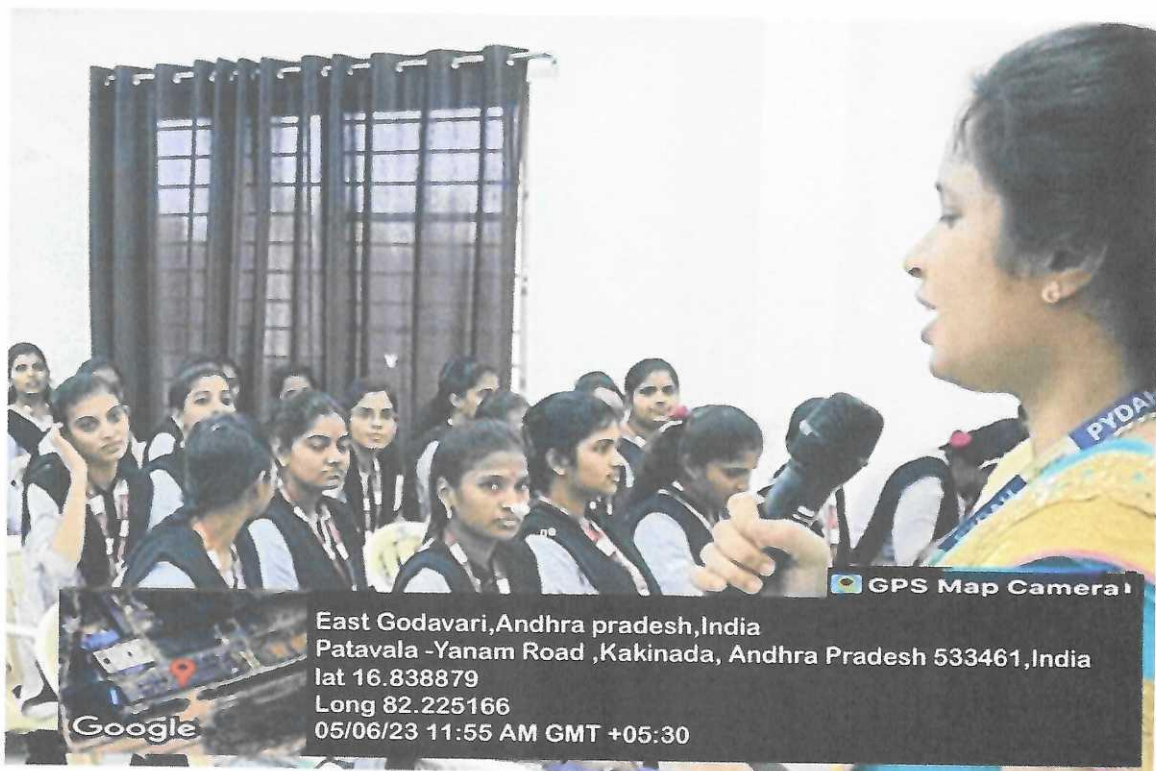 PYDAH
GPS Map Camera
East Godavari,Andhra pradesh,India
Patavala -Yanam Road ,Kakinada, Andhra Pradesh 533461,India
lat 16.838879
Long 82.225166
05/06/23 11:55 AM GMT +05:30
Google